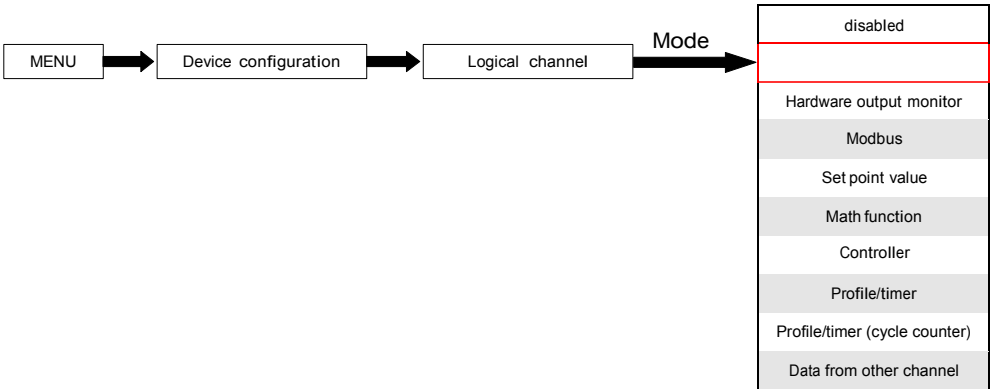 MENU
Device configuration
Logical channel
Mode
disabled
Hardware output monitor
Modbus
Set point value
Math function
Controller
Profile/timer
Profile/timer (cycle counter)
Data from other channel